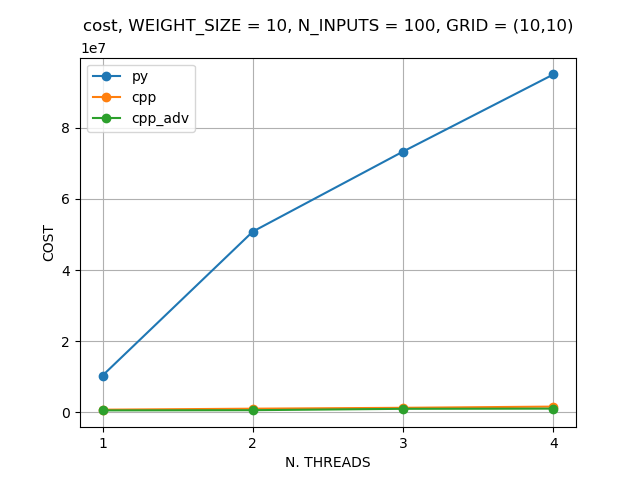 cost, WEIGHT_SIZE = 10, N_INPUTS = 100, GRID = (10,10)
1e7
py
cpp
cpp_adv
8
6
4
2
0
COST
1 2 3 4
N. THREADS